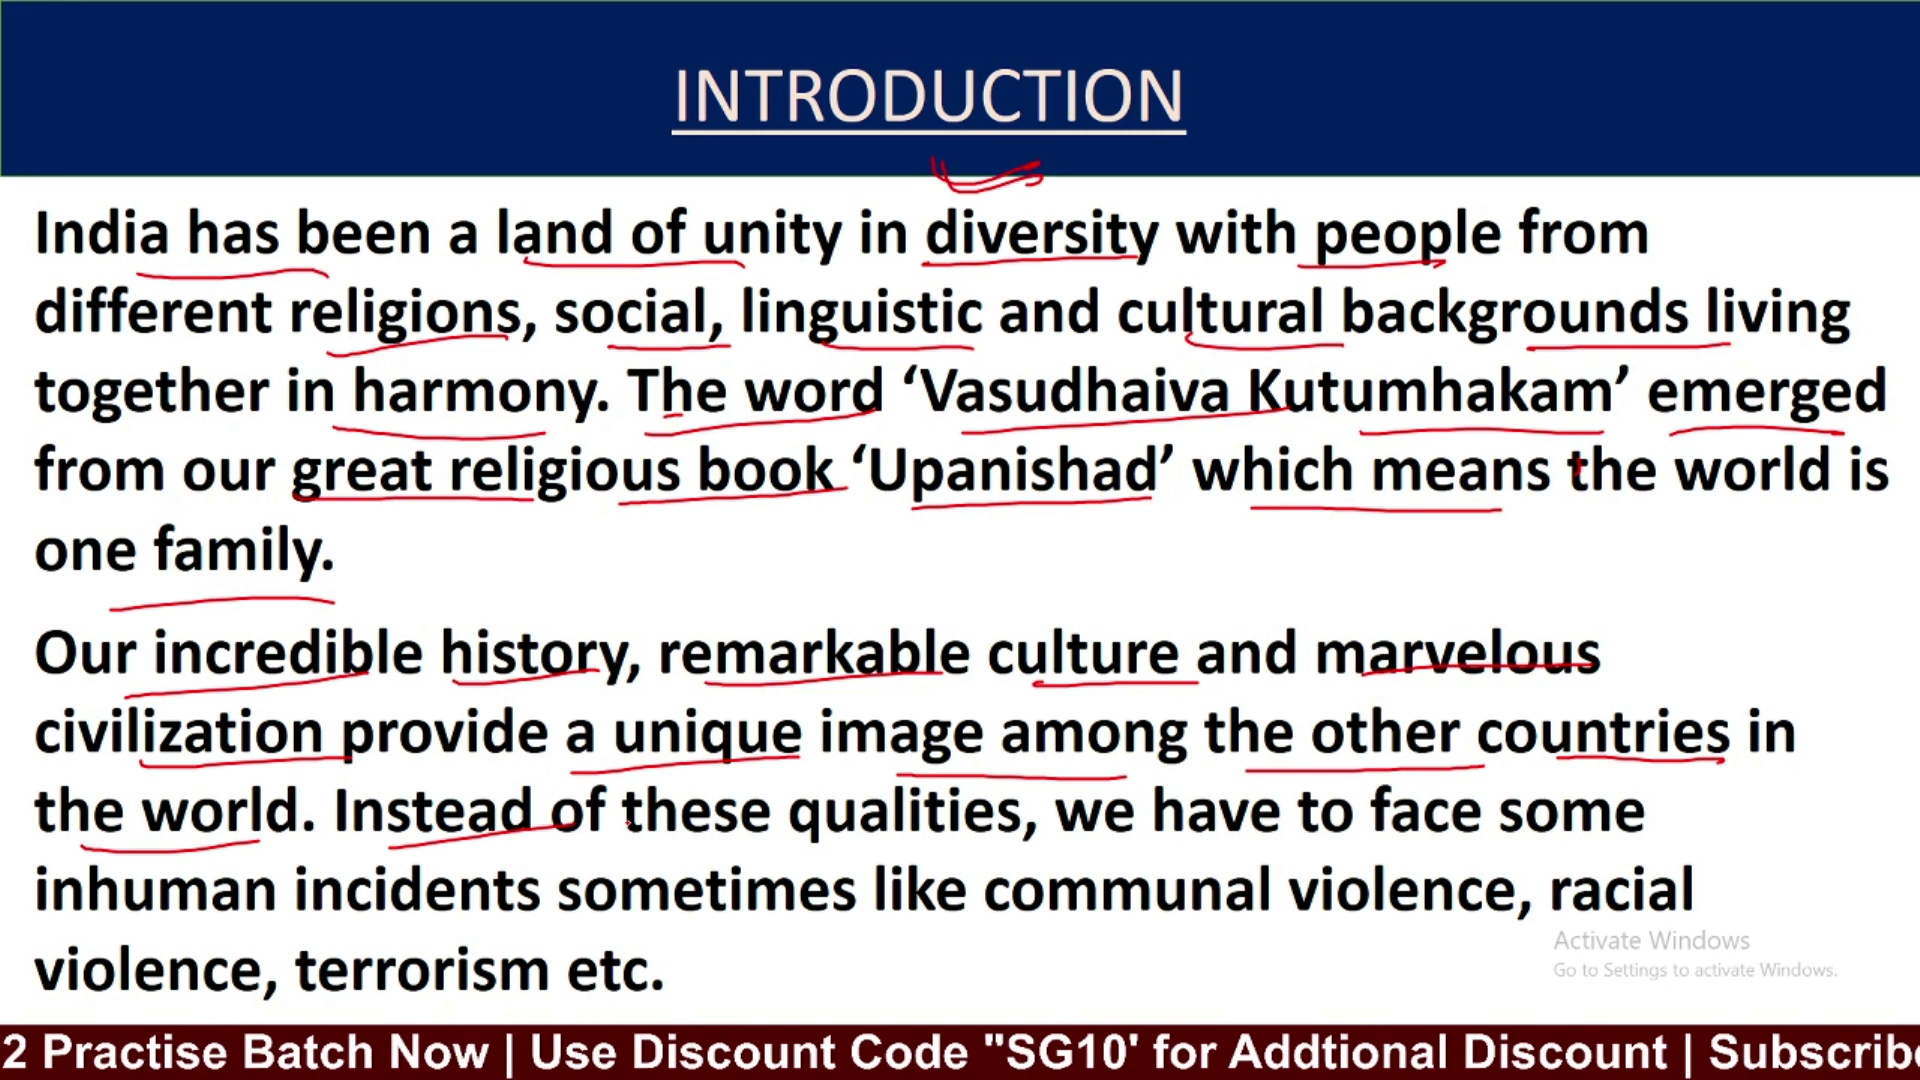 INTRODUCTION
India has been a land of unity in diversity with people from
different religions, social, linguistic and cultural backgrounds living
together in harmony. The word ‘Vasudhaiva Kutumhakam’ emerged
from our great religious book ‘Upanishad’ which means the world is
one family.
Our incredible history, remarkable culture and marvelous
civilization provide a unique image among the other countries in
the world. Instead of these qualities, we have to face some
inhuman incidents sometimes like communal violence, racial
violence, terrorism etc.
Activate Windows
Go to Settings to activate Windows.
2 Practise Batch Now | Use Discount Code "SG10' for Addtional Discount | Subscribe